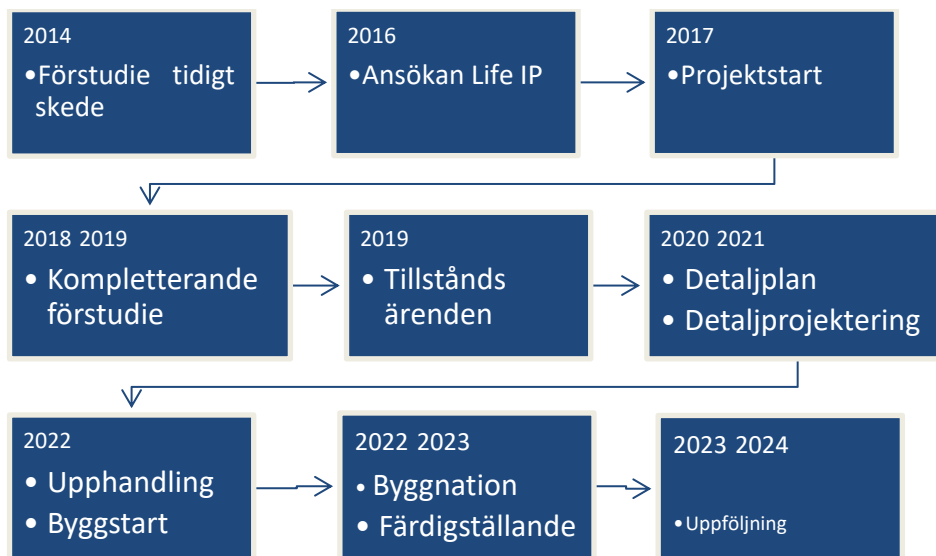 2014
•Förstudie tidigt
skede
2016
•Ansökan Life IP
2017
•Projektstart
2018 2019
• Kompletterande
förstudie
2019
• Tillstånds
ärenden
2020 2021
• Detaljplan
• Detaljprojektering
2022
• Upphandling
• Byggstart
2022 2023
• Byggnation
• Färdigställande
2023 2024
•Uppföljning